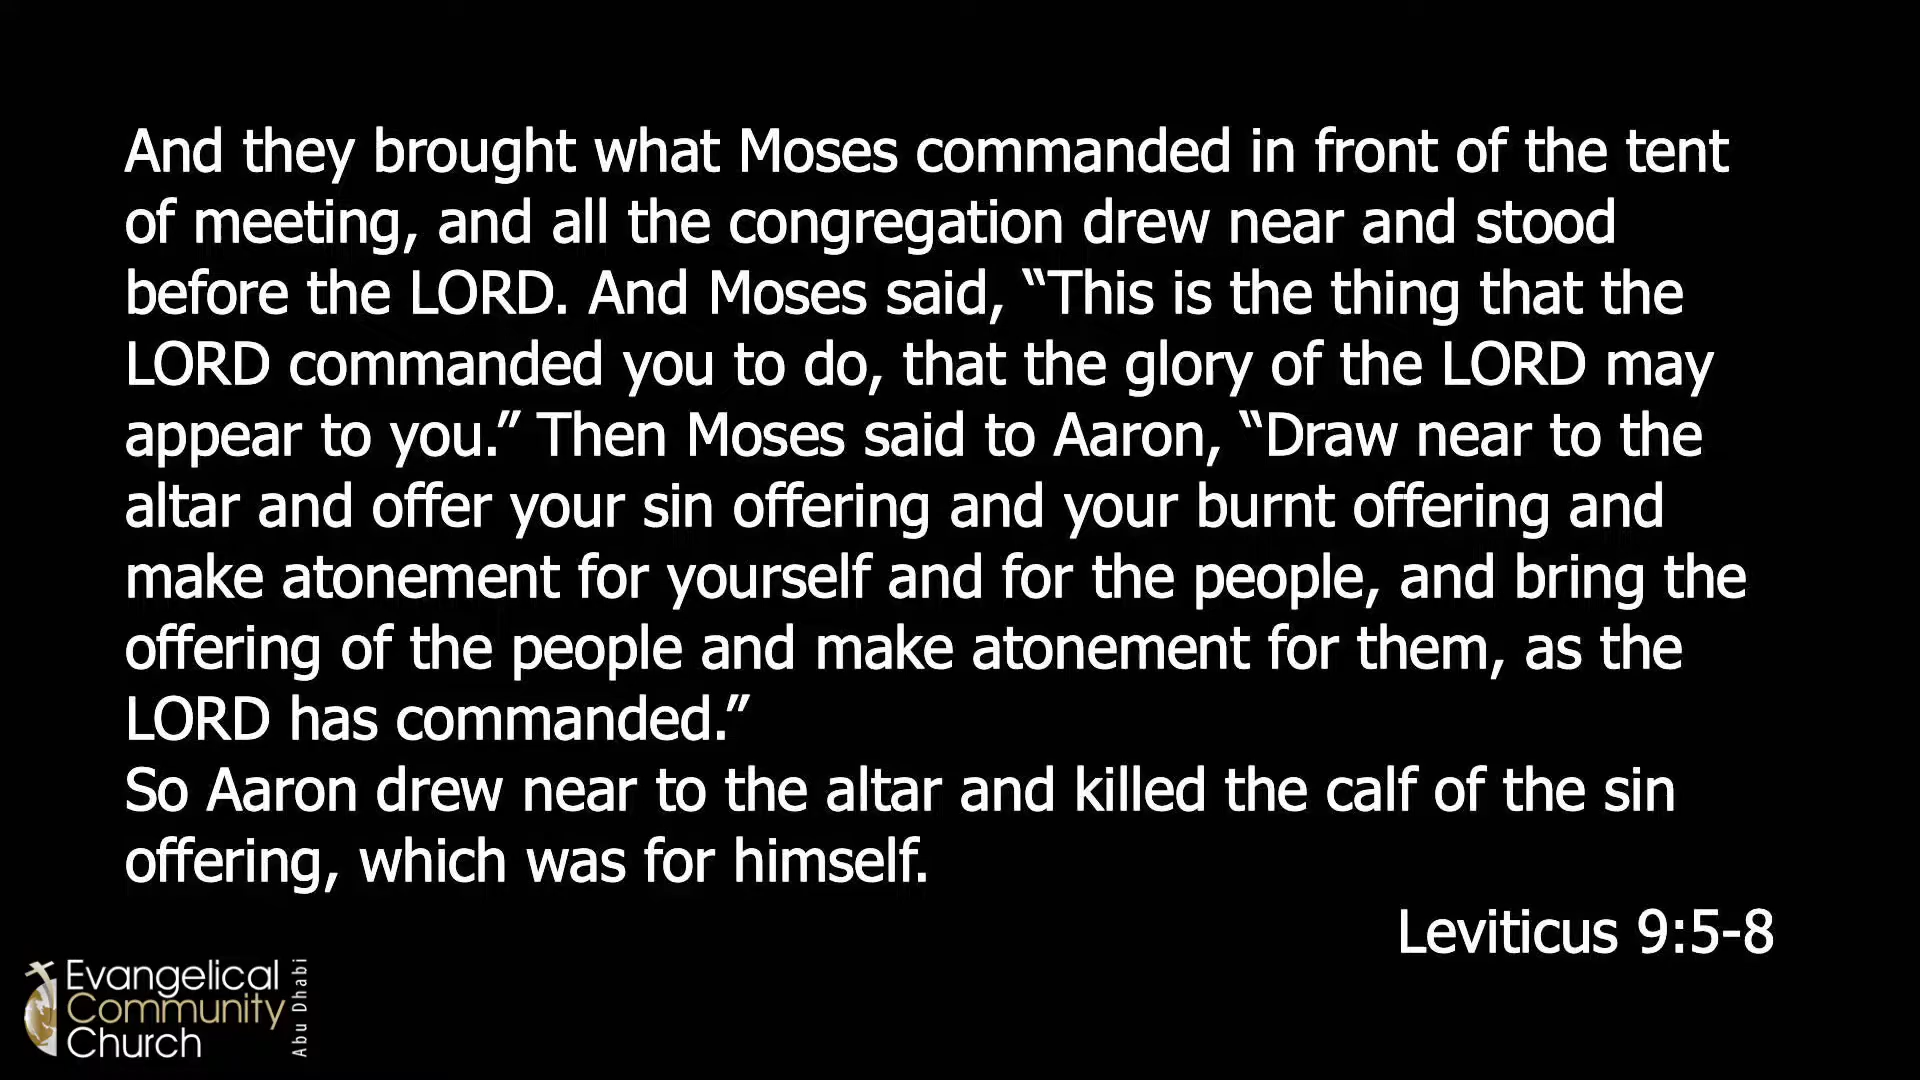 And they brought what Moses commanded in front of the tent
of meeting, and all the congregation drew near and stood
before the LORD. And Moses said, “This is the thing that the
LORD commanded you to do, that the glory of the LORD may
appear to you.” Then Moses said to Aaron, “Draw near to the
altar and offer your sin offering and your burnt offering and
make atonement for yourself and for the people, and bring the
offering of the people and make atonement for them, as the
LORD has commanded.”
So Aaron drew near to the altar and killed the calf of the sin
offering, which was for himself.
Leviticus 9:5-8
Evangelical
Community
Church
Abu Dhabi